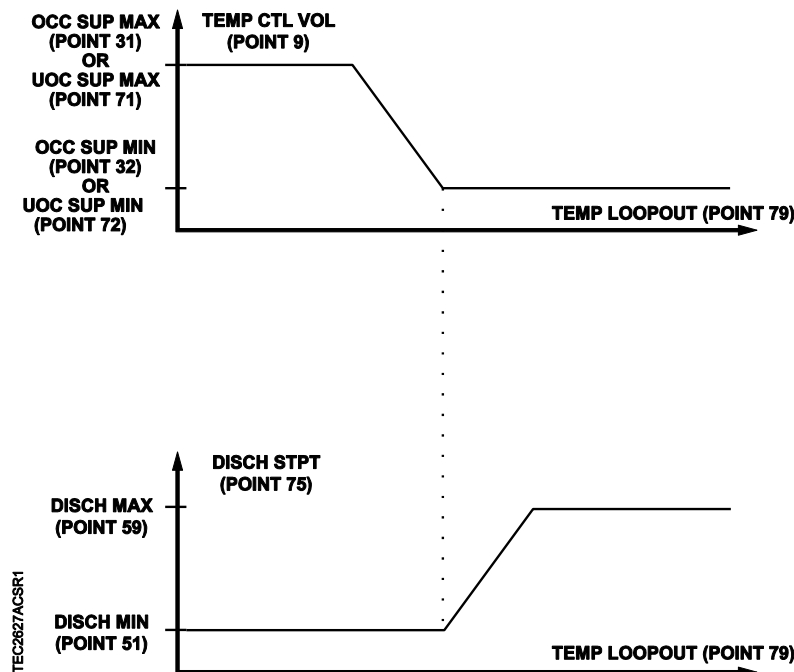 OCC SUP MAX
(POINT 31)
OR
UOC SUP MAX
(POINT 71)
TEMP CTL VOL
(POINT 9)
OCC SUP MIN
(POINT 32)
OR
UOC SUP MIN
(POINT 72)
TEMP LOOPOUT (POINT 79)
DISCH STPT
(POINT 75)
DISCH MAX
(POINT 59)
DISCH MIN
(POINT 51)
TEMP LOOPOUT (POINT 79)
TEC2627ACSR1